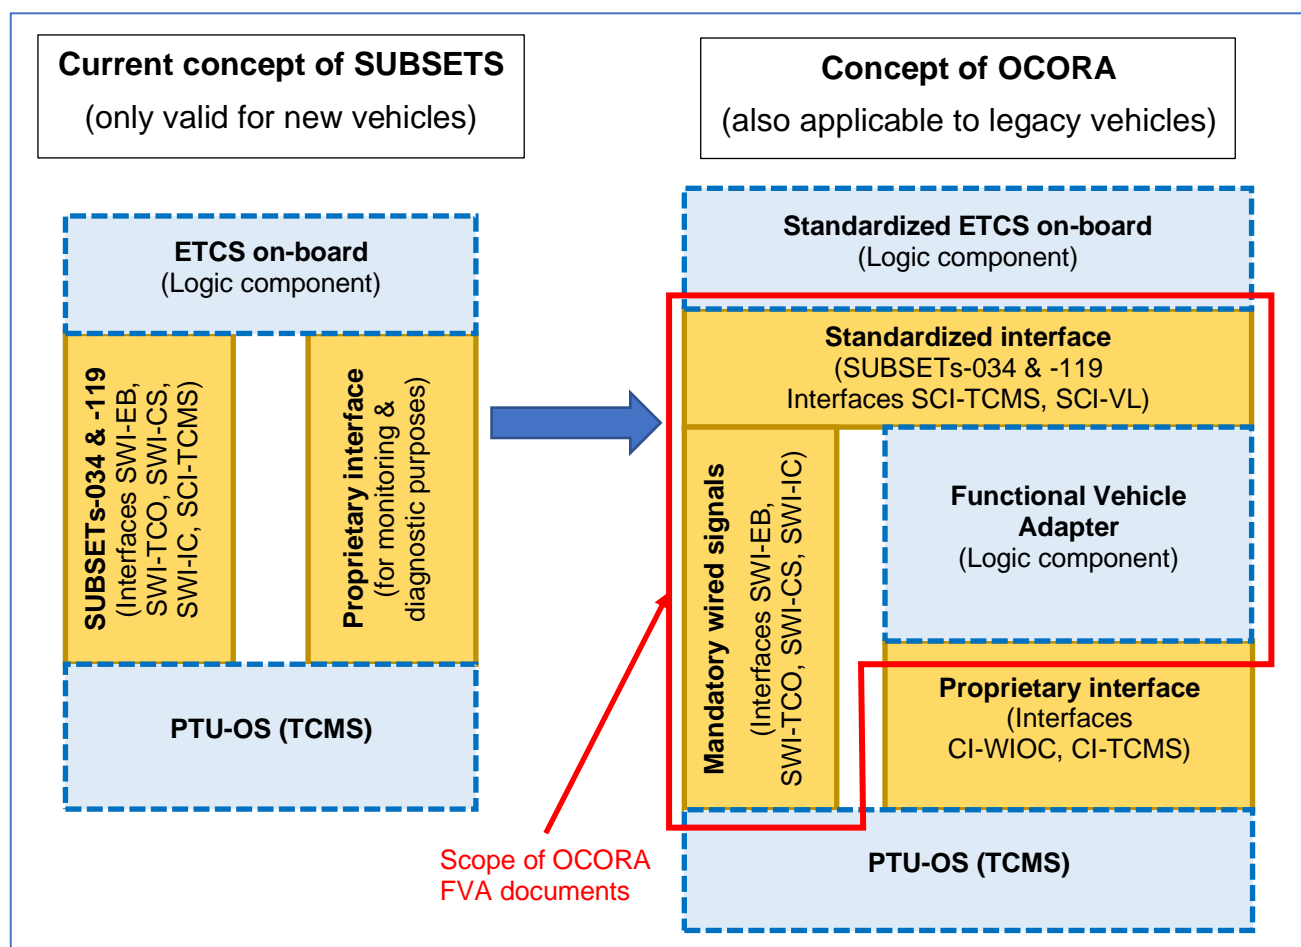 Current concept of SUBSETS
(only valid for new vehicles)
Concept of OCORA
(also applicable to legacy vehicles)
ETCS on-board
(Logic component)
SUBSETs-034 & -119
(Interfaces SWI-EB,
SWI-TCO, SWI-CS,
SWI-IC, SCI-TCMS)
Proprietary interface
(for monitoring &
diagnostic purposes)
PTU-OS (TCMS)
Standardized ETCS on-board
(Logic component)
Standardized interface
(SUBSETs-034 & -119
Interfaces SCI-TCMS, SCI-VL)
Mandatory wired signals
(Interfaces SWI-EB,
SWI-TCO, SWI-CS, SWI-IC)
Functional Vehicle
Adapter
(Logic component)
Proprietary interface
(Interfaces
CI-WIOC, CI-TCMS)
PTU-OS (TCMS)
Scope of OCORA
FVA documents